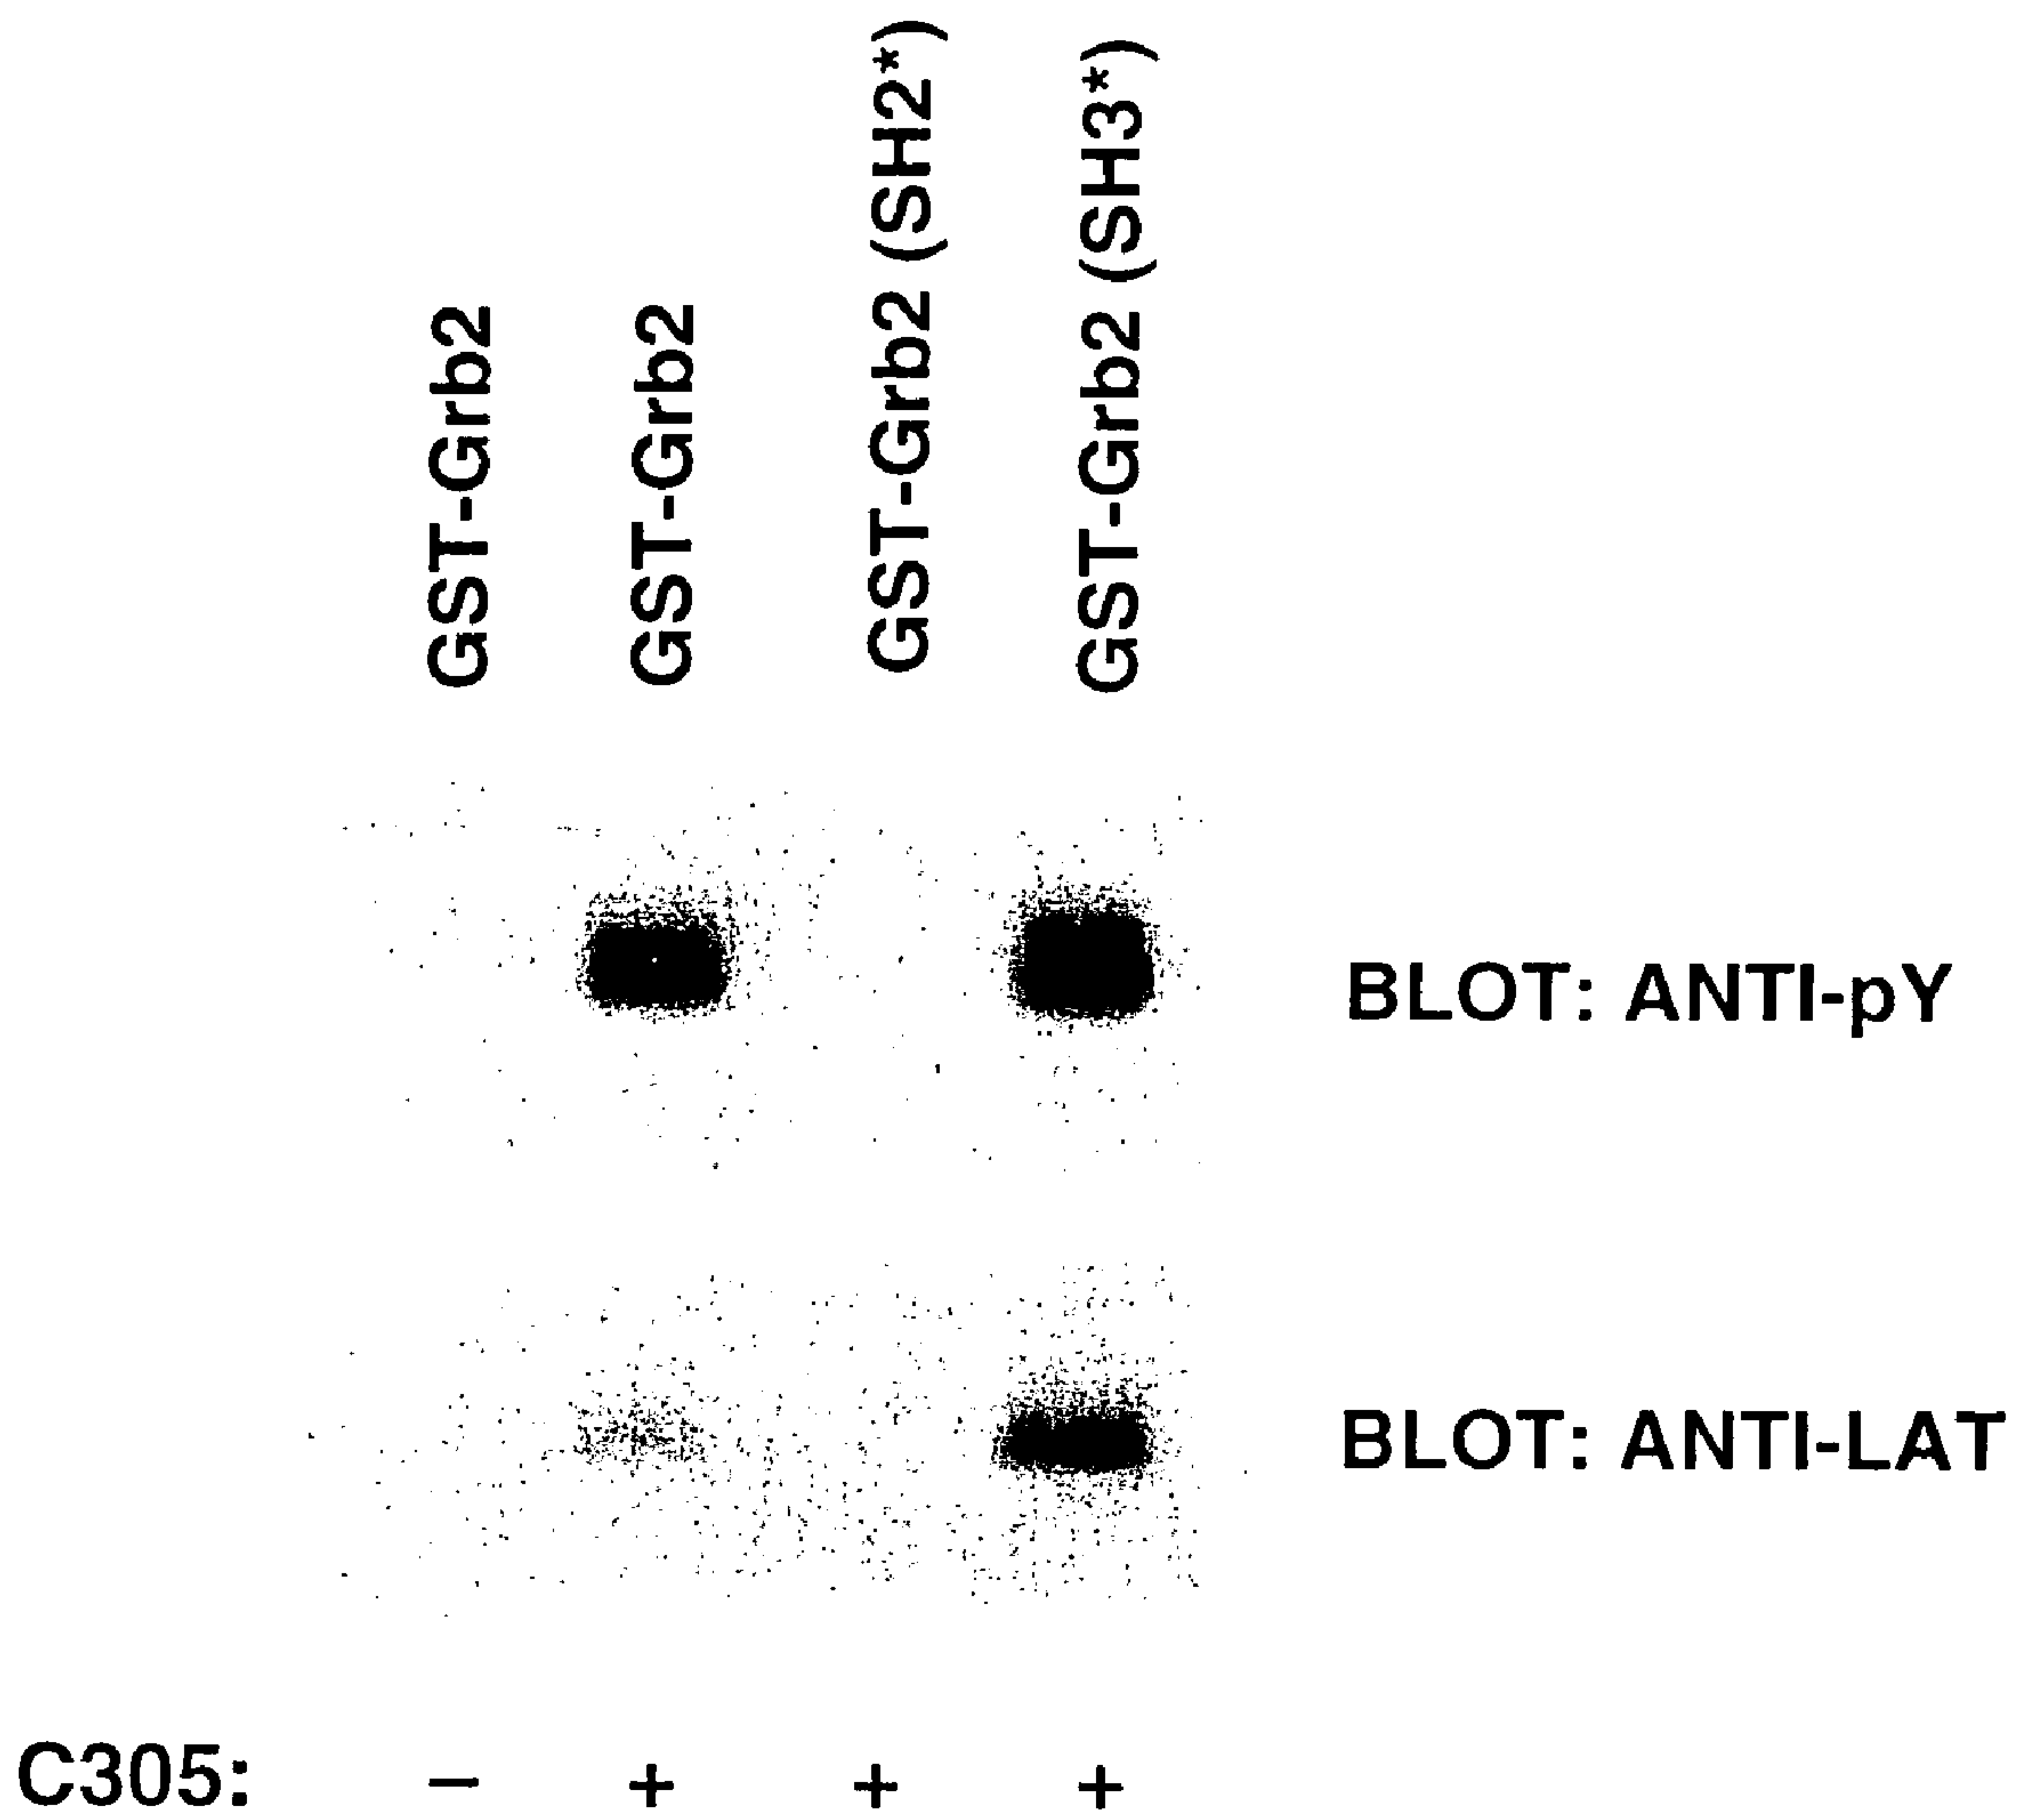 GST-Grb2
GST-Grb2
GST-Grb2 (SH2*)
GST-Grb2 (SH3*)
BLOT: ANTI-pY
BLOT: ANTI-LAT
C305: − + + +